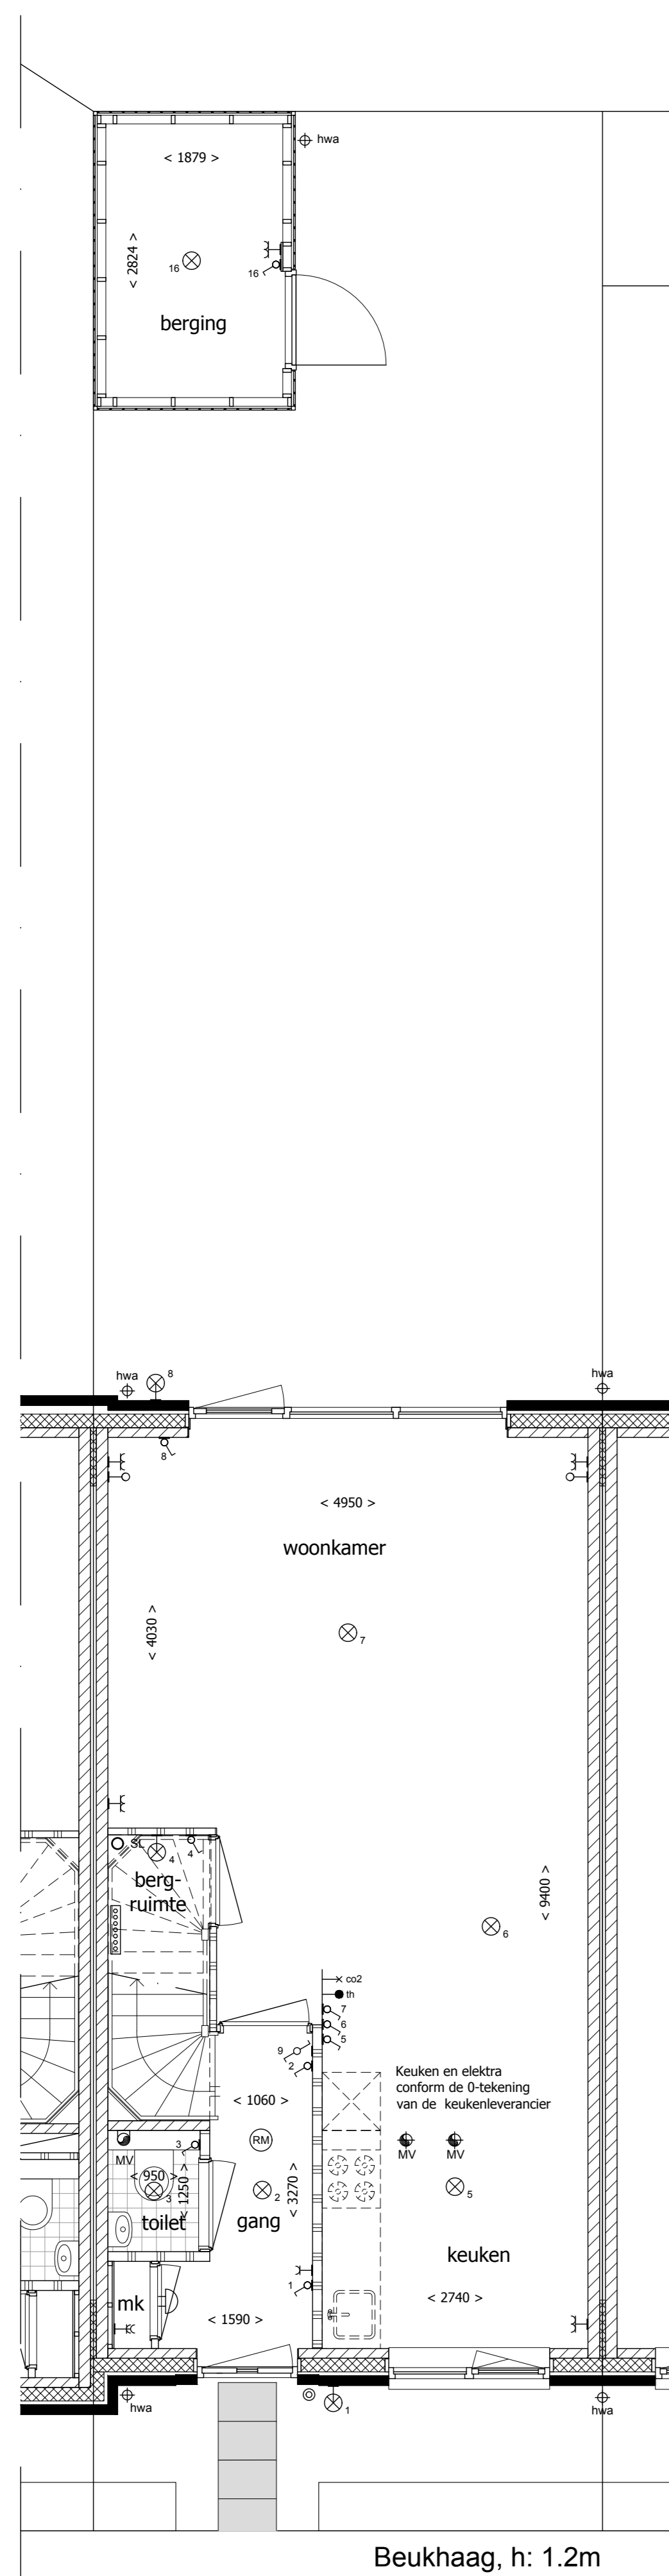 hwa
< 1879 >
< 2824 >
16
16
berging
hwa
8
hwa
8
< 4950 >
woonkamer
< 4030 >
7
SL
4
4
berg-
ruimte
< 9400 >
6
co2
th
7
6
5
9
2
Keuken en elektra
conform de 0-tekening
van de keukenleverancier
< 1060 >
3
RM
MV
MV
MV
< 950 >
< 1250 >
3
2
< 3270 >
5
toilet
gang
keuken
1
mk
< 2740 >
< 1590 >
hwa
1
hwa
Beukhaag, h: 1.2m